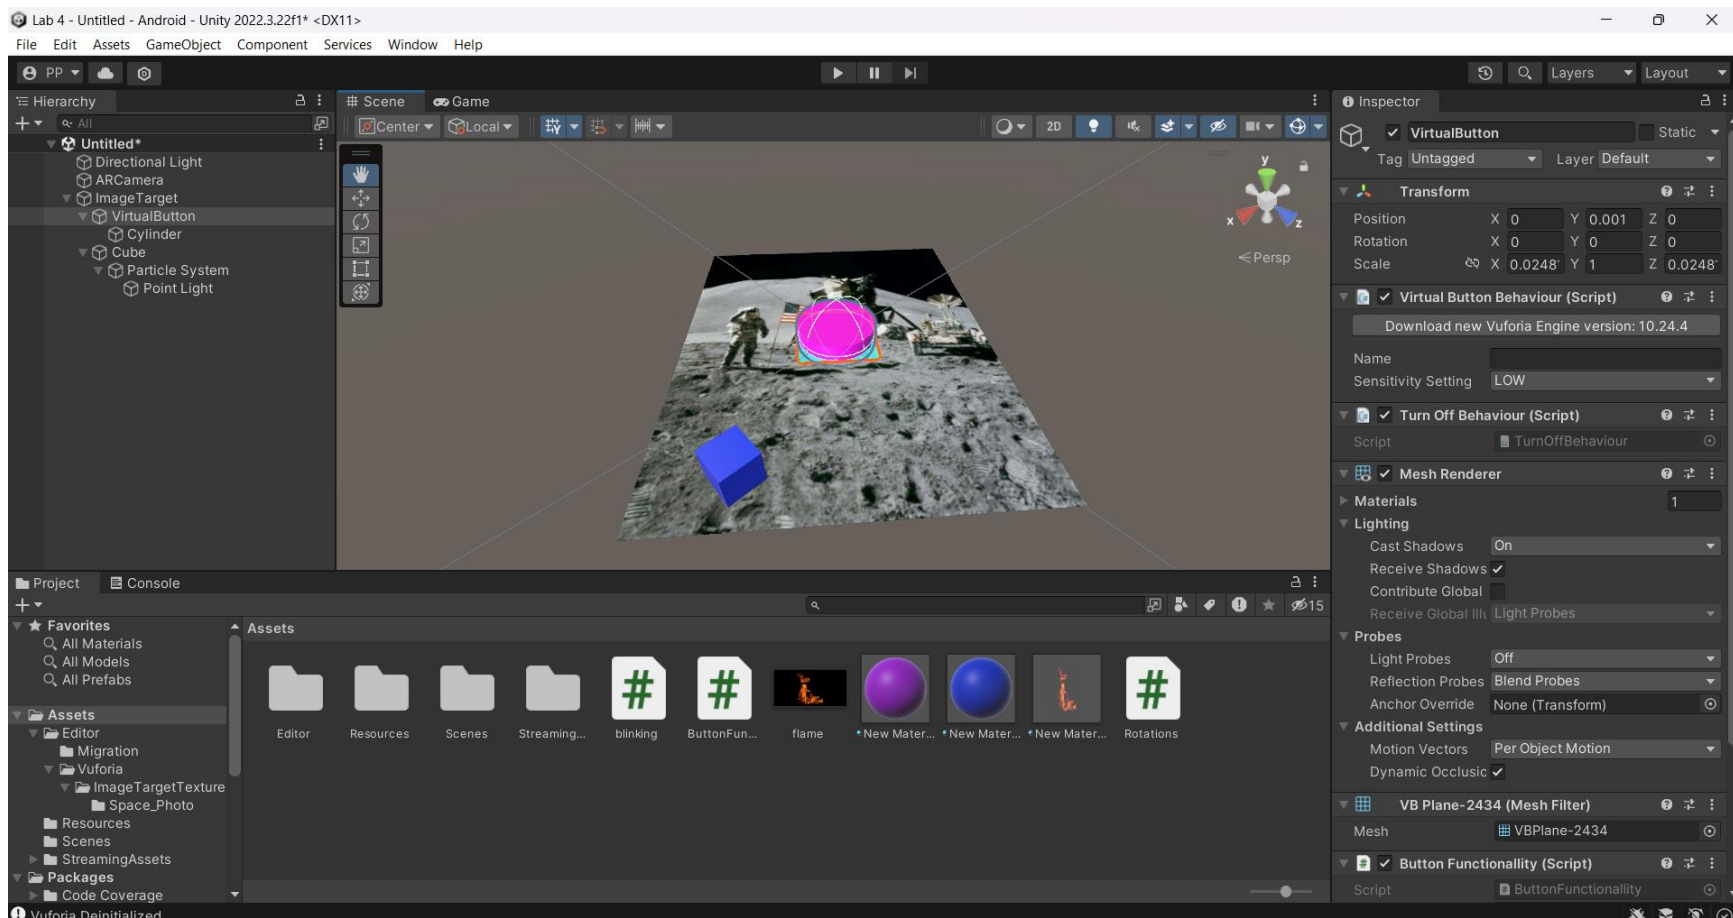 Lab 4 - Untitled - Android - Unity 2022.3.22f1* <DX11>
File Edit Assets GameObject Component Services Window Help
PP
Layers Layout
Hierarchy
All
Untitled*
Directional Light
ARCamera
ImageTarget
VirtualButton
Cylinder
Cube
Particle System
Point Light
# Scene Game
Center Local 2D
y
x
z
Persp
Inspector
VirtualButton Static
Tag Untagged Layer Default
Transform
Position X 0 Y 0.001 Z 0
Rotation X 0 Y 0 Z 0
Scale X 0.0248 Y 1 Z 0.0248
Virtual Button Behaviour (Script)
Download new Vuforia Engine version: 10.24.4
Name
Sensitivity Setting LOW
Turn Off Behaviour (Script)
Script TurnOffBehaviour
Mesh Renderer
Materials 1
Lighting
Cast Shadows On
Receive Shadows
Contribute Global
Receive Global Illu Light Probes
Probes
Light Probes Off
Reflection Probes Blend Probes
Anchor Override None (Transform)
Additional Settings
Motion Vectors Per Object Motion
Dynamic Occlusic
VB Plane-2434 (Mesh Filter)
Mesh VBPlane-2434
# Button Functionallity (Script)
Script ButtonFunctionallity
Project Console
15
Favorites
All Materials
All Models
All Prefabs
Assets
Editor
Migration
Vuforia
ImageTargetTexture
Space_Photo
Resources
Scenes
StreamingAssets
Packages
Code Coverage
Assets
# # #
Editor Resources Scenes Streaming... blinking ButtonFun... flame New Mater... New Mater... New Mater... Rotations
Vuforia Deinitialized